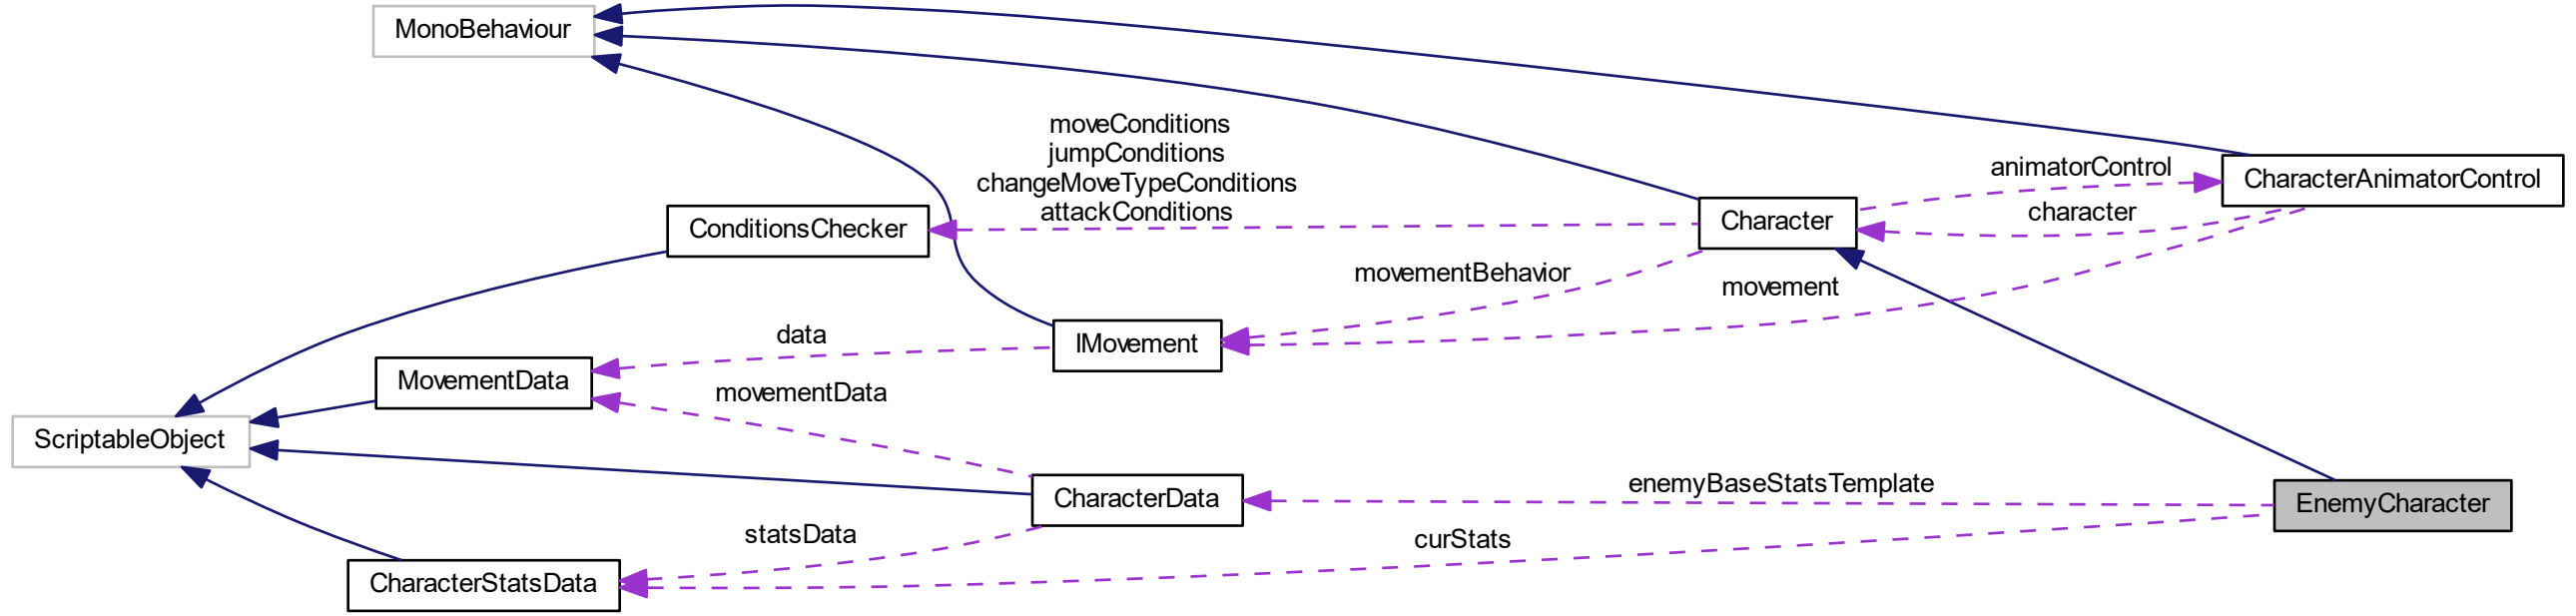 MonoBehaviour
moveConditions
jumpConditions
changeMoveTypeConditions
attackConditions
animatorControl
CharacterAnimatorControl
character
Character
ConditionsChecker
movementBehavior
movement
data
IMovement
MovementData
movementData
ScriptableObject
enemyBaseStatsTemplate
CharacterData
EnemyCharacter
statsData
curStats
CharacterStatsData